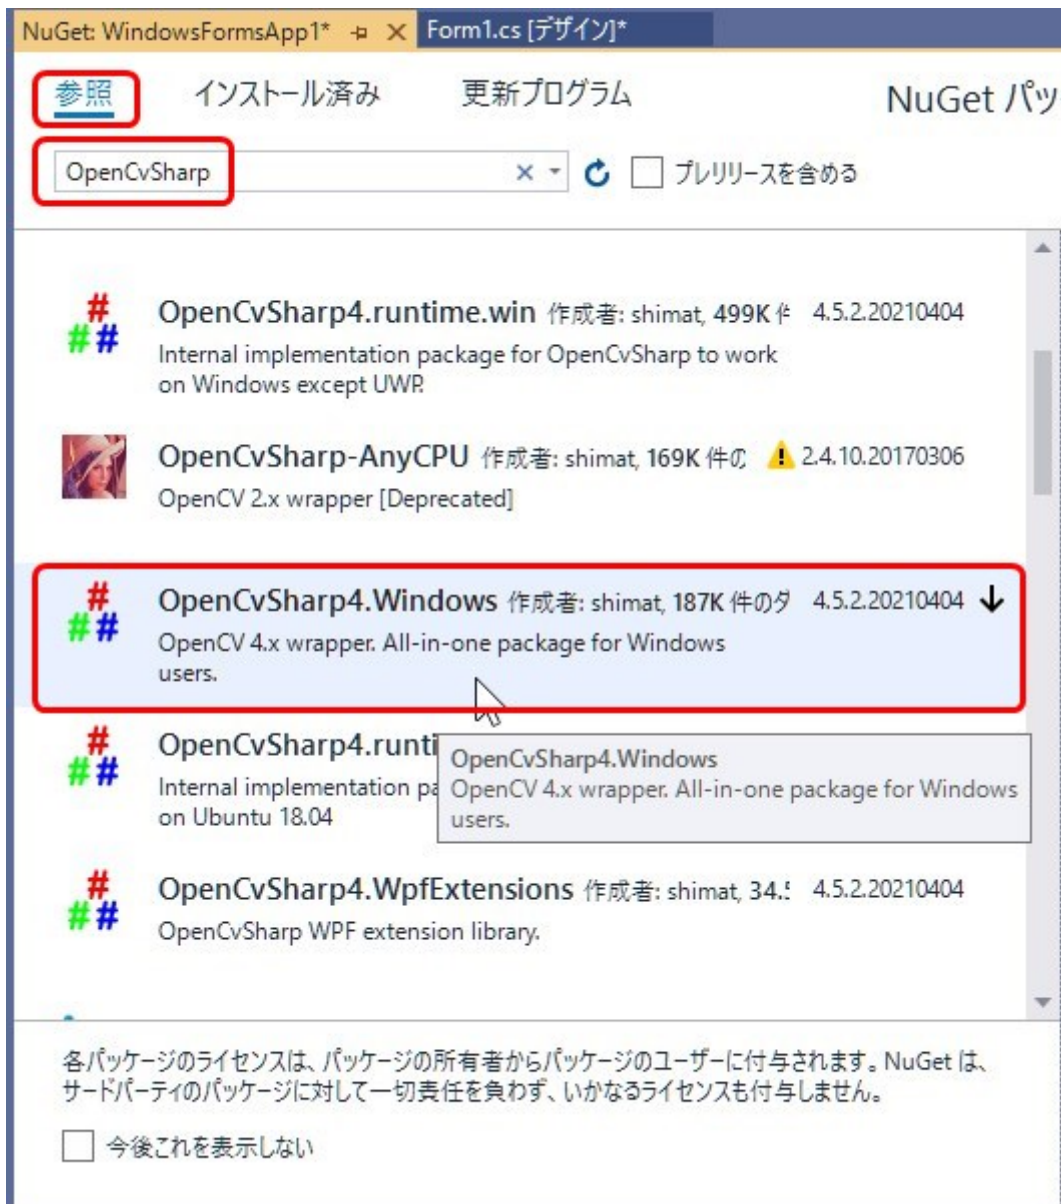 NuGet: WindowsFormsApp1* Form1.cs [デザイン]*
参照 インストール済み 更新プログラム NuGet パッ
OpenCvSharp プレリリースを含める
OpenCvSharp4.runtime.win 作成者: shimat, 499K 4.5.2.20210404
Internal implementation package for OpenCvSharp to work
on Windows except UWP.
OpenCvSharp-AnyCPU 作成者: shimat, 169K 件の 2.4.10.20170306
OpenCV 2.x wrapper [Deprecated]
OpenCvSharp4.Windows 作成者: shimat, 187K 件のダ 4.5.2.20210404
OpenCV 4.x wrapper. All-in-one package for Windows
users.
OpenCvSharp4.runti
OpenCvSharp4.Windows
Internal implementation pa
OpenCV 4.x wrapper. All-in-one package for Windows
on Ubuntu 18.04
users.
OpenCvSharp4.WpfExtensions 作成者: shimat, 34. 4.5.2.20210404
OpenCvSharp WPF extension library.
各パッケージのライセンスは、パッケージの所有者からパッケージのユーザーに付与されます。NuGet は、
サードパーティのパッケージに対して一切責任を負わず、いかなるライセンスも付与しません。
今後これを表示しない